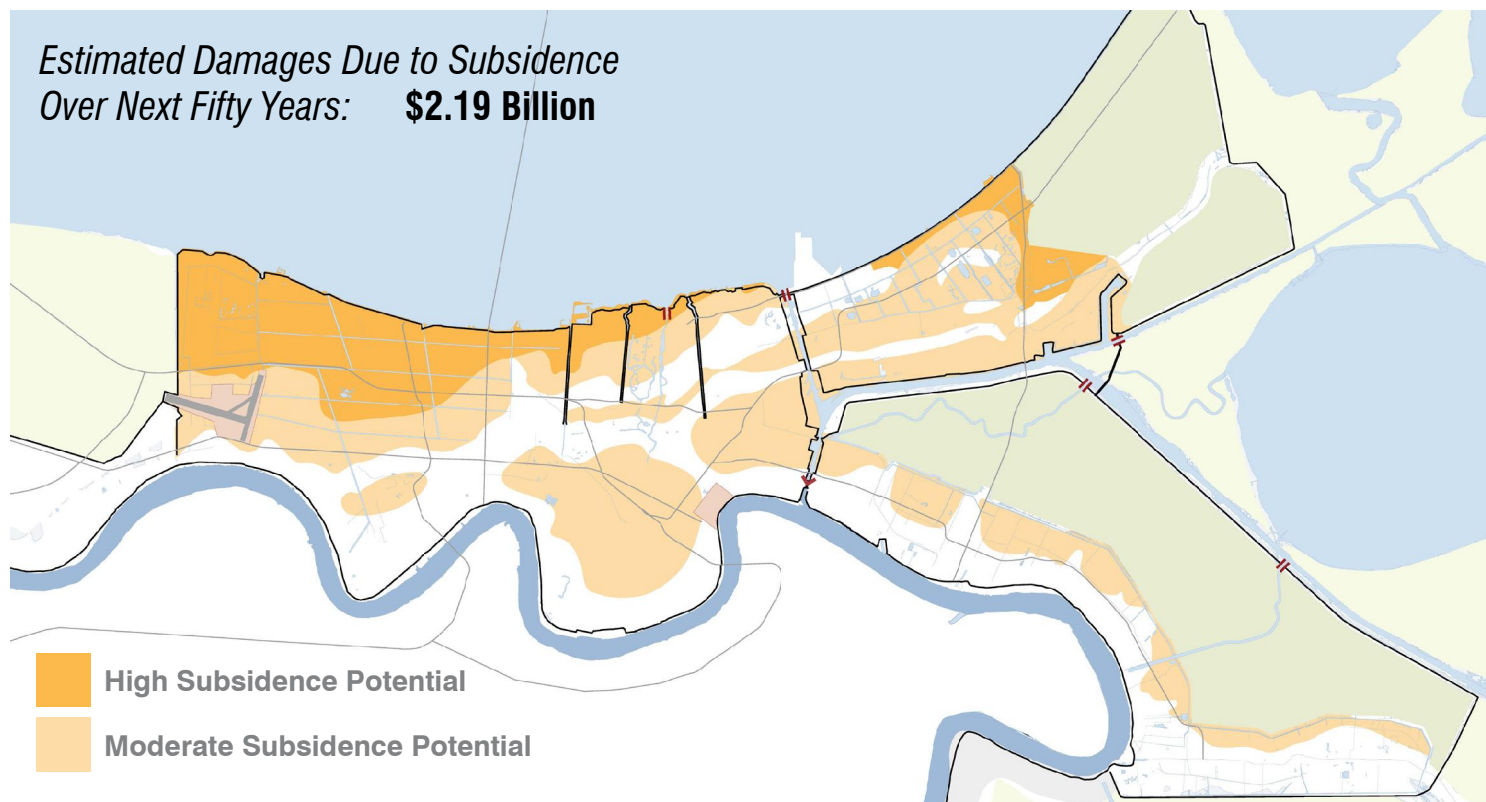 Estimated Damages Due to Subsidence
Over Next Fifty Years: $2.19 Billion
High Subsidence Potential
Moderate Subsidence Potential